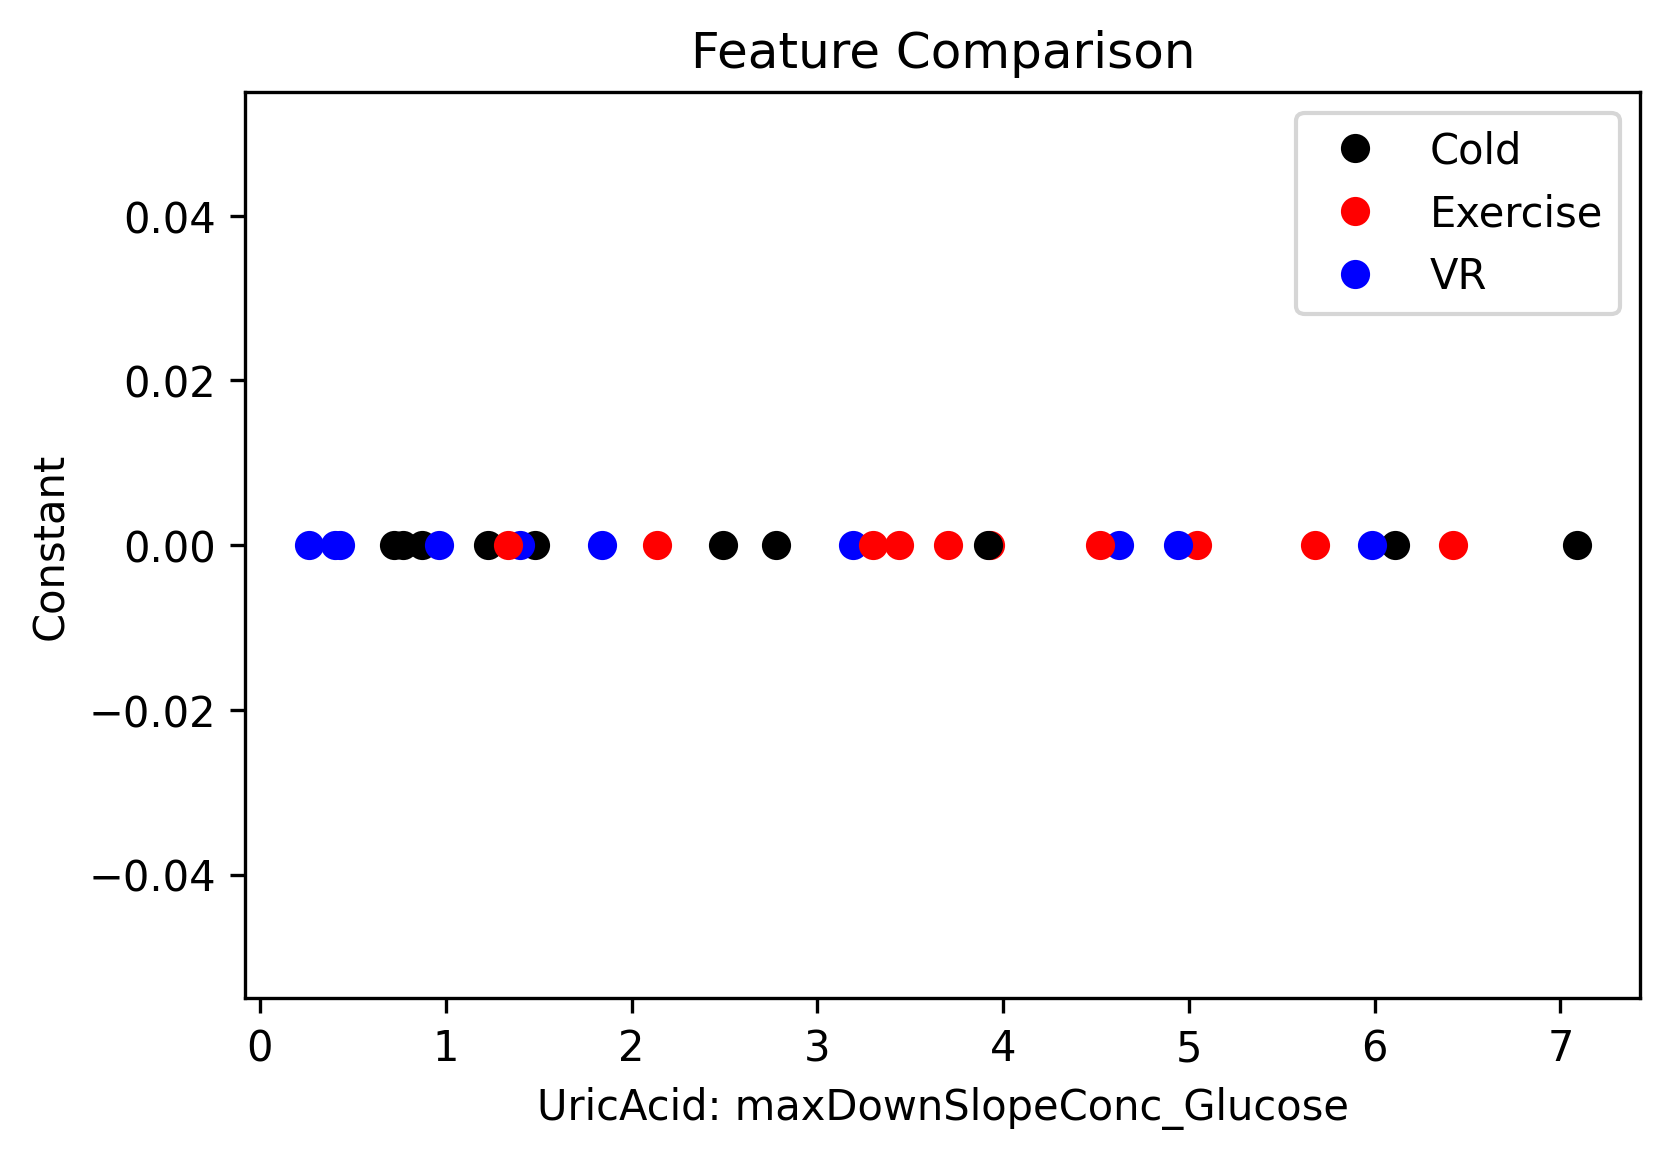 Feature Comparison
Cold
Exercise
VR
0.04
0.02
0.00
−0.02
−0.04
Constant
0 1 2 3 4 5 6 7
UricAcid: maxDownSlopeConc_Glucose